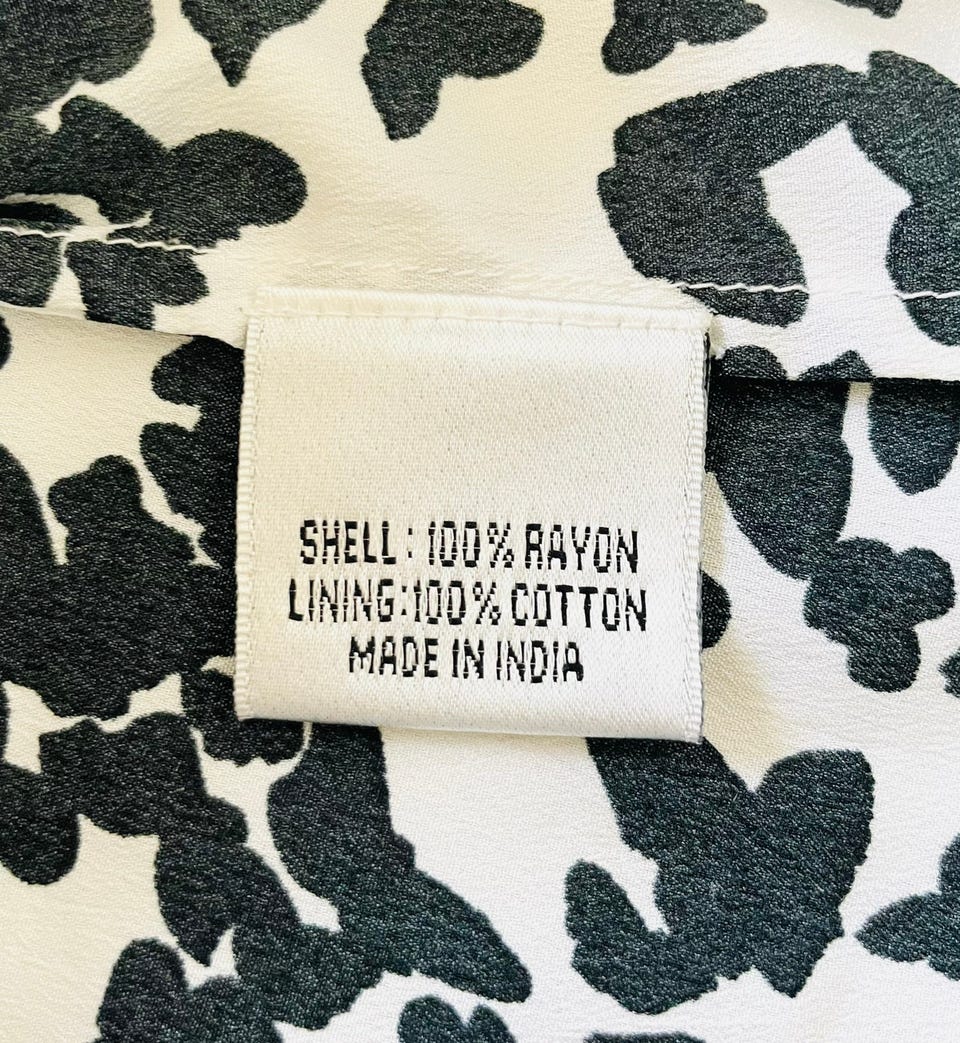 SHELL : 100% RAYON
LINING:100% COTTON
MADE IN INDIA